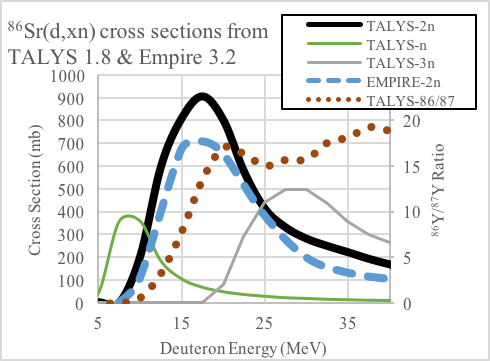 ⁸⁶Sr(d,xn) cross sections from
TALYS 1.8 & Empire 3.2
TALYS-2n
TALYS-n
TALYS-3n
EMPIRE-2n
TALYS-86/87
1000
900
800
700
600
500
400
300
200
100
0
Cross Section (mb)
20
15
10
5
0
⁸⁶Y/⁸⁷Y Ratio
5 15 25 35
Deuteron Energy (MeV)